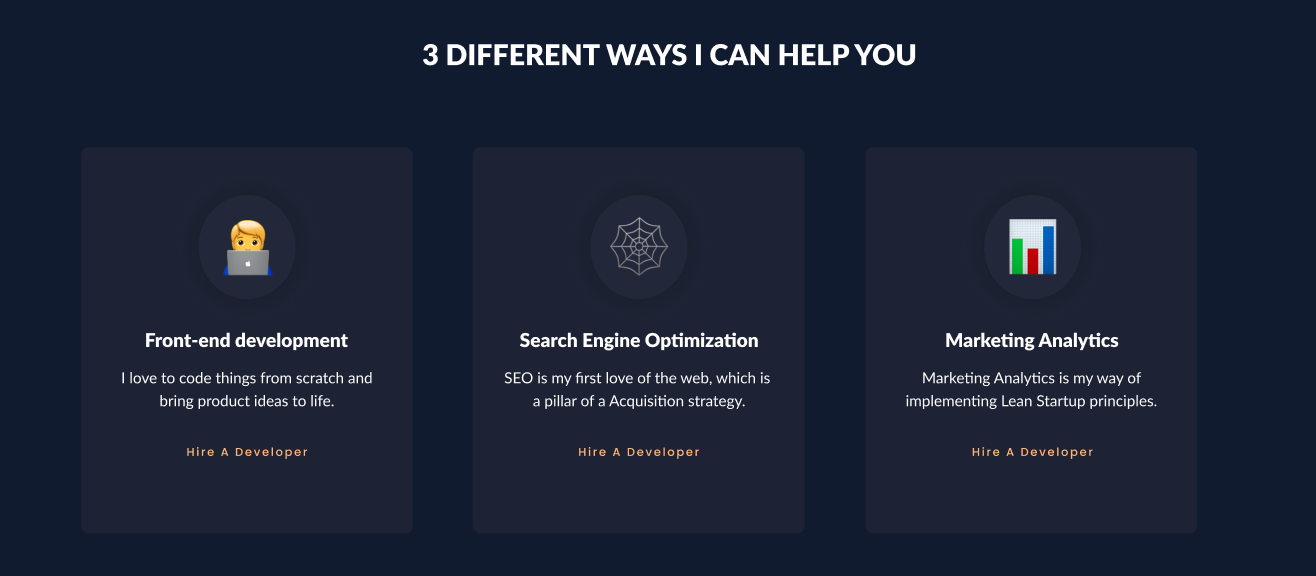 3 DIFFERENT WAYS I CAN HELP YOU
Front-end development
I love to code things from scratch and
bring product ideas to life.
Hire A Developer
Search Engine Optimization
SEO is my first love of the web, which is
a pillar of a Acquisition strategy.
Hire A Developer
Marketing Analytics
Marketing Analytics is my way of
implementing Lean Startup principles.
Hire A Developer